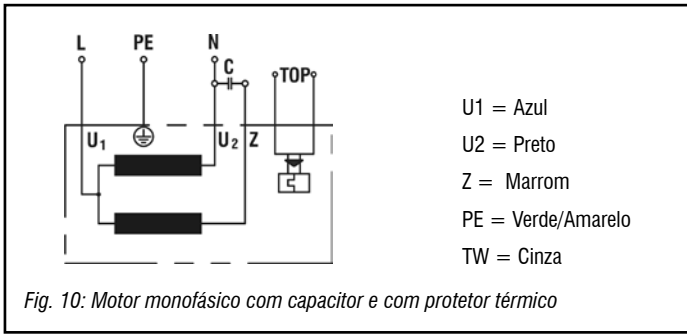 L PE N
C
TOP
U1 U2 Z
U1 = Azul
U2 = Preto
Z = Marrom
PE = Verde/Amarelo
TW = Cinza
Fig. 10: Motor monofásico com capacitor e com protetor térmico